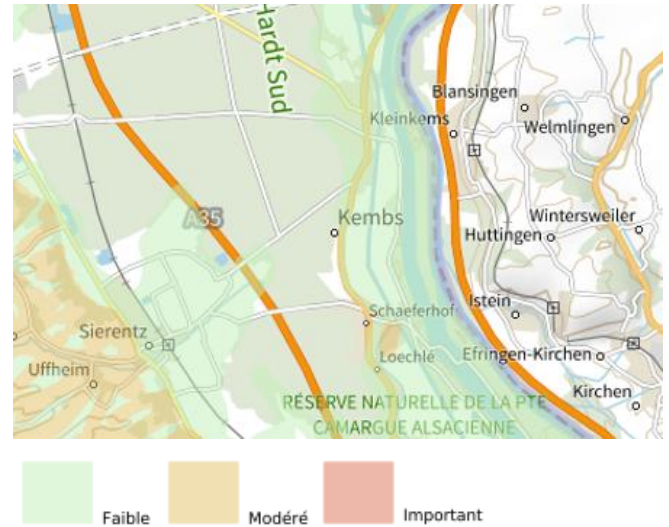 Hardt Sud
Blansingen
Kleinkems
Welmlingen
A35
Kembs
Wintersweiler
Huttingen
Istein
Schaeferhof
Sierentz
Loechlé
Efringen-Kirchen
Uffheim
Kirchen
RÉSERVE NATURELLE DE LA PTE
CAMARGUE ALSACIENNE
Faible
Modéré
Important